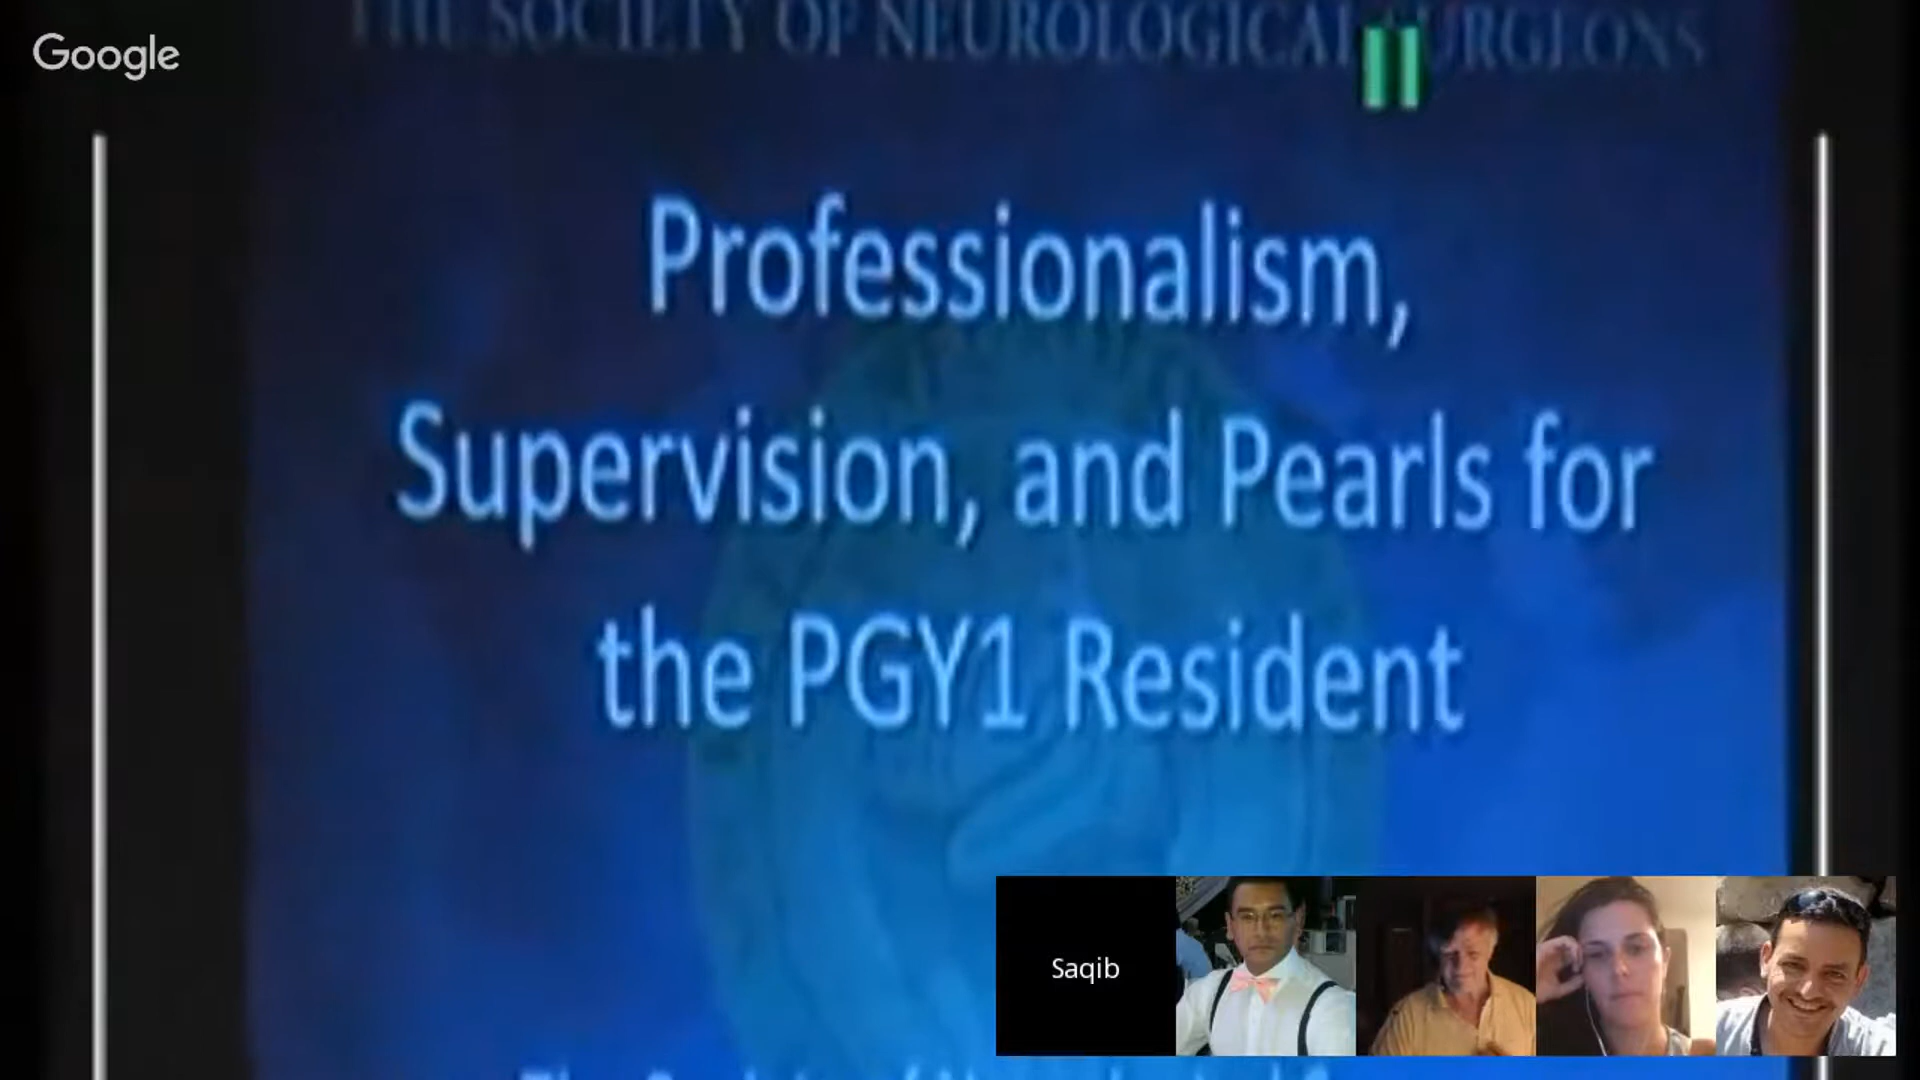 Google
THE SOCIETY OF NEUROLOGICAL SURGEONS
Professionalism,
Supervision, and Pearls for
the PGY1 Resident
Saqib